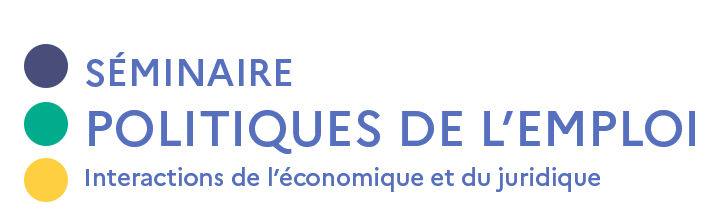 SÉMINAIRE
POLITIQUES DE L’EMPLOI
Interactions de l’économique et du juridique